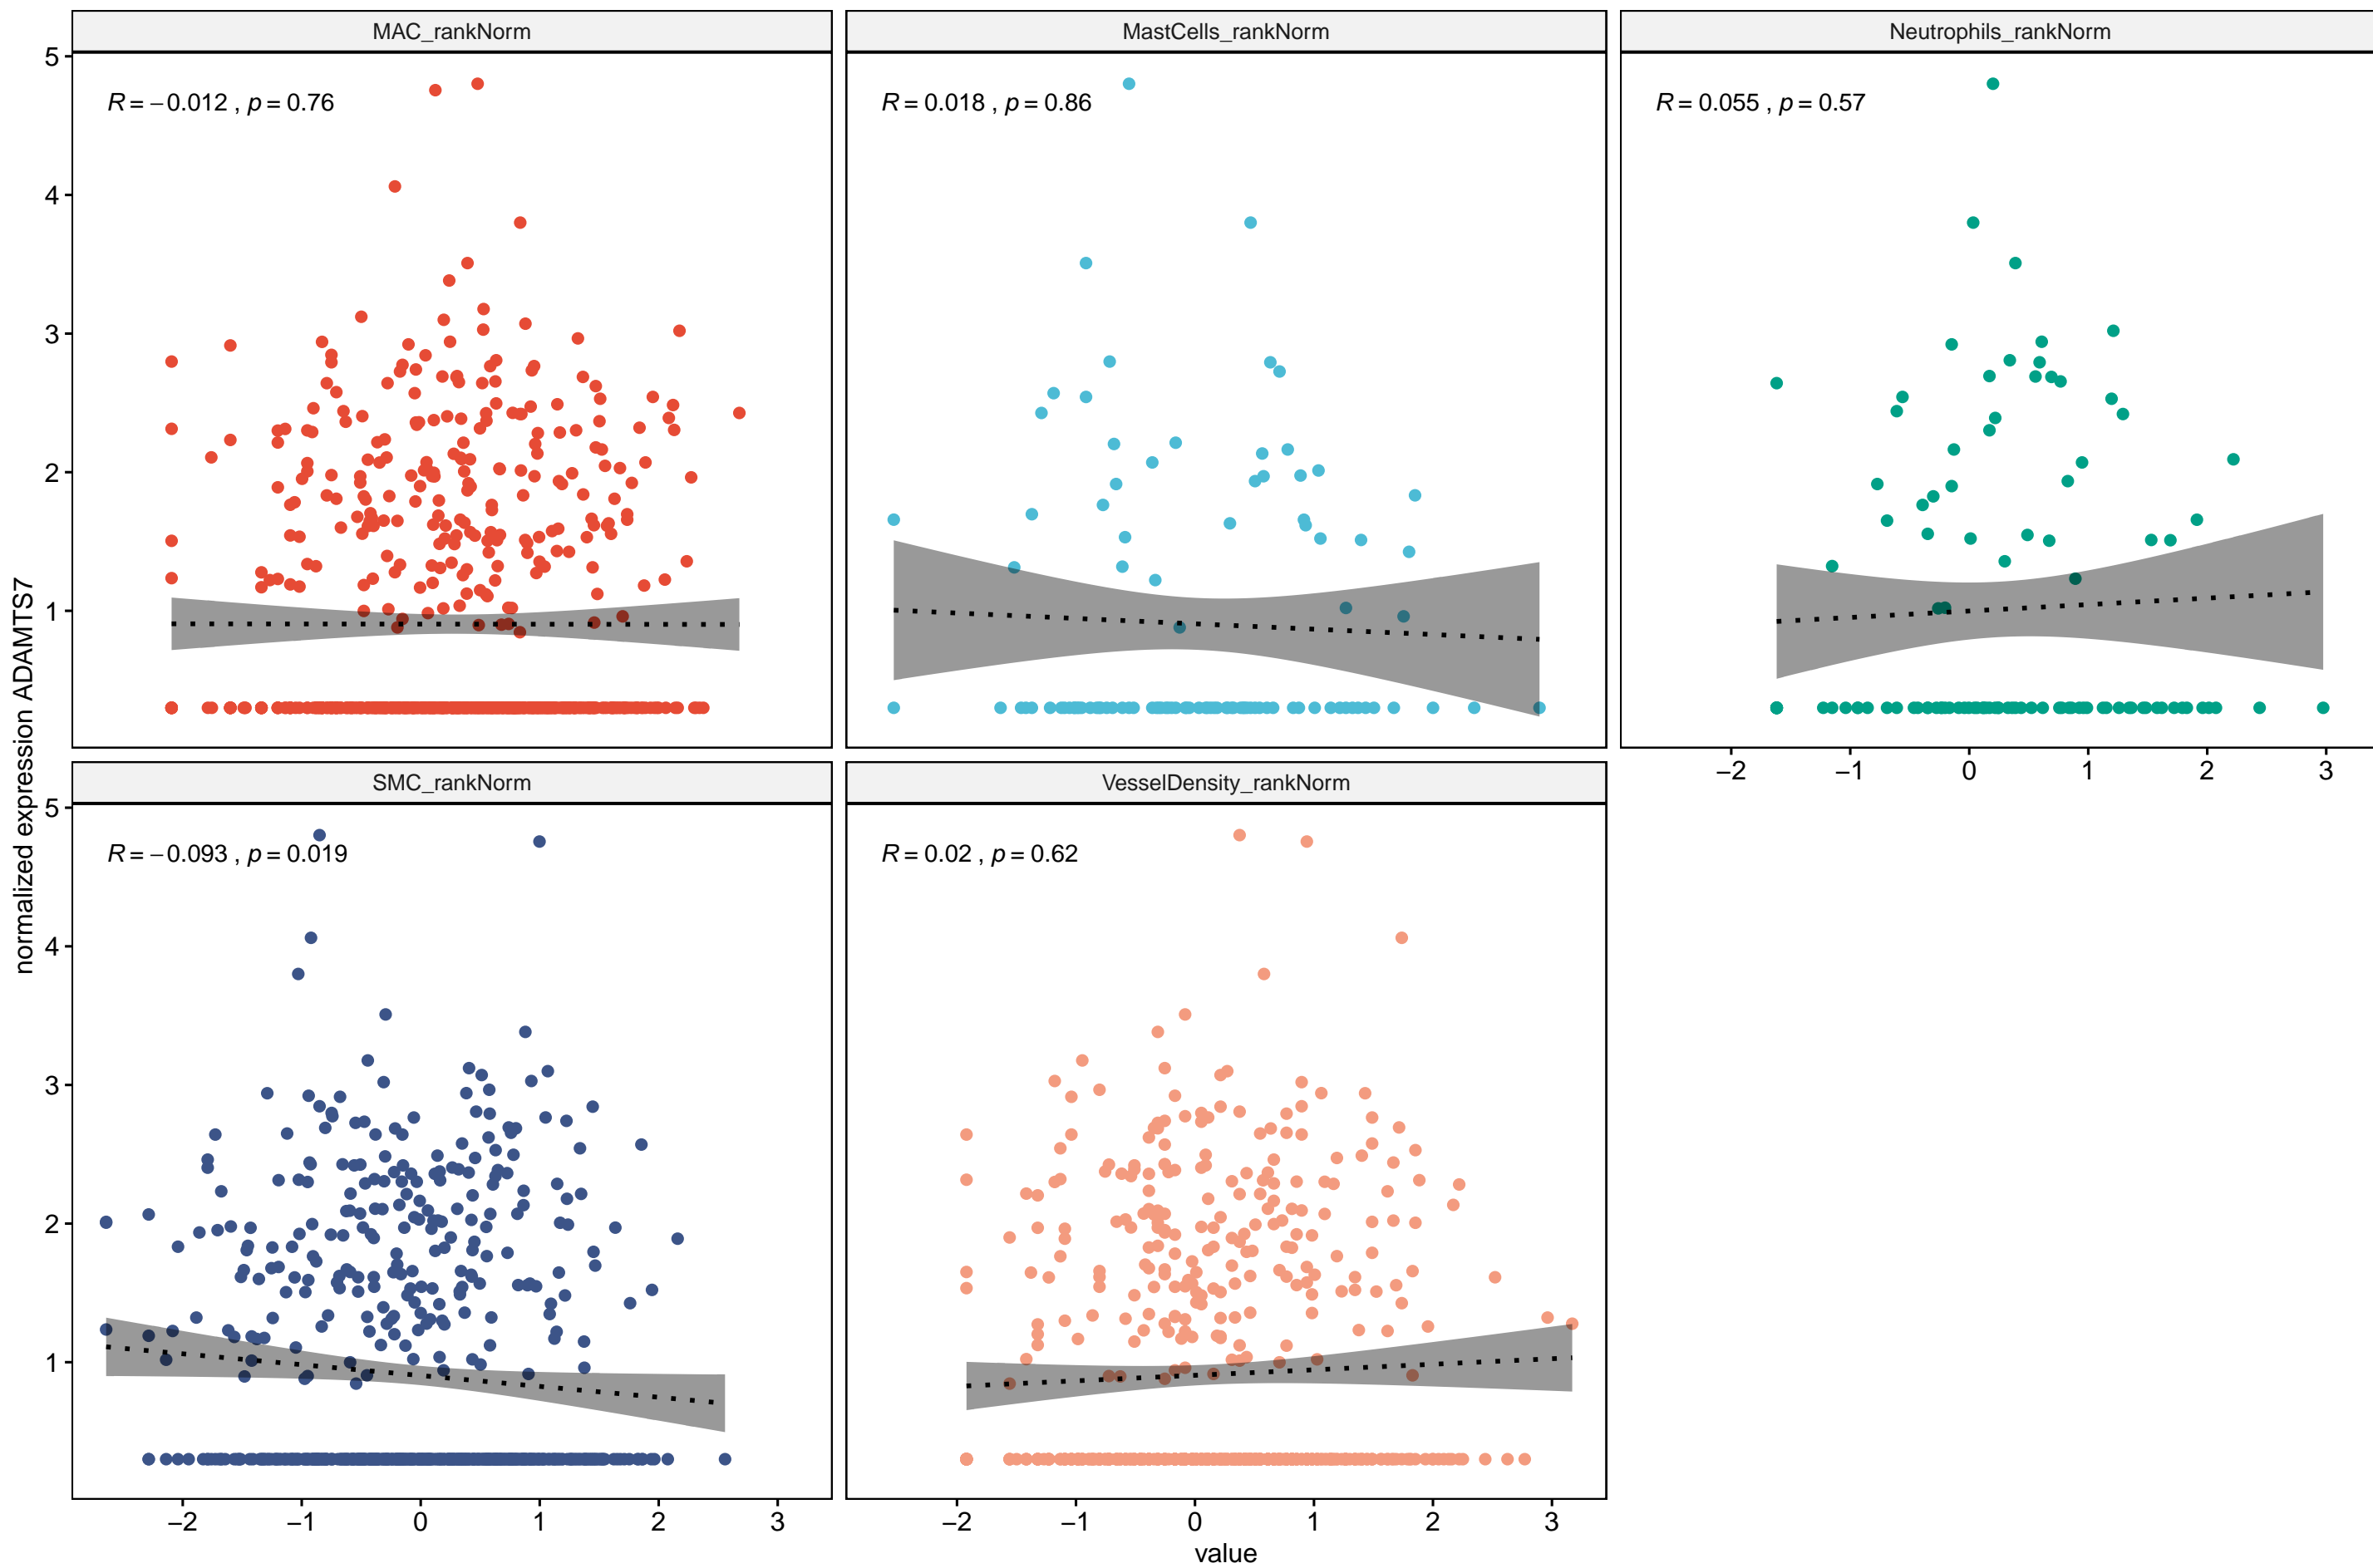 MAC_rankNorm
MastCells_rankNorm
Neutrophils_rankNorm
R = −0.012 , p = 0.76
R = 0.018 , p = 0.86
R = 0.055 , p = 0.57
5
4
3
2
1
−2 −1 0 1 2 3
SMC_rankNorm
VesselDensity_rankNorm
R = −0.093 , p = 0.019
R = 0.02 , p = 0.62
5
4
3
2
1
−2 −1 0 1 2 3
−2 −1 0 1 2 3
normalized expression ADAMTS7
value